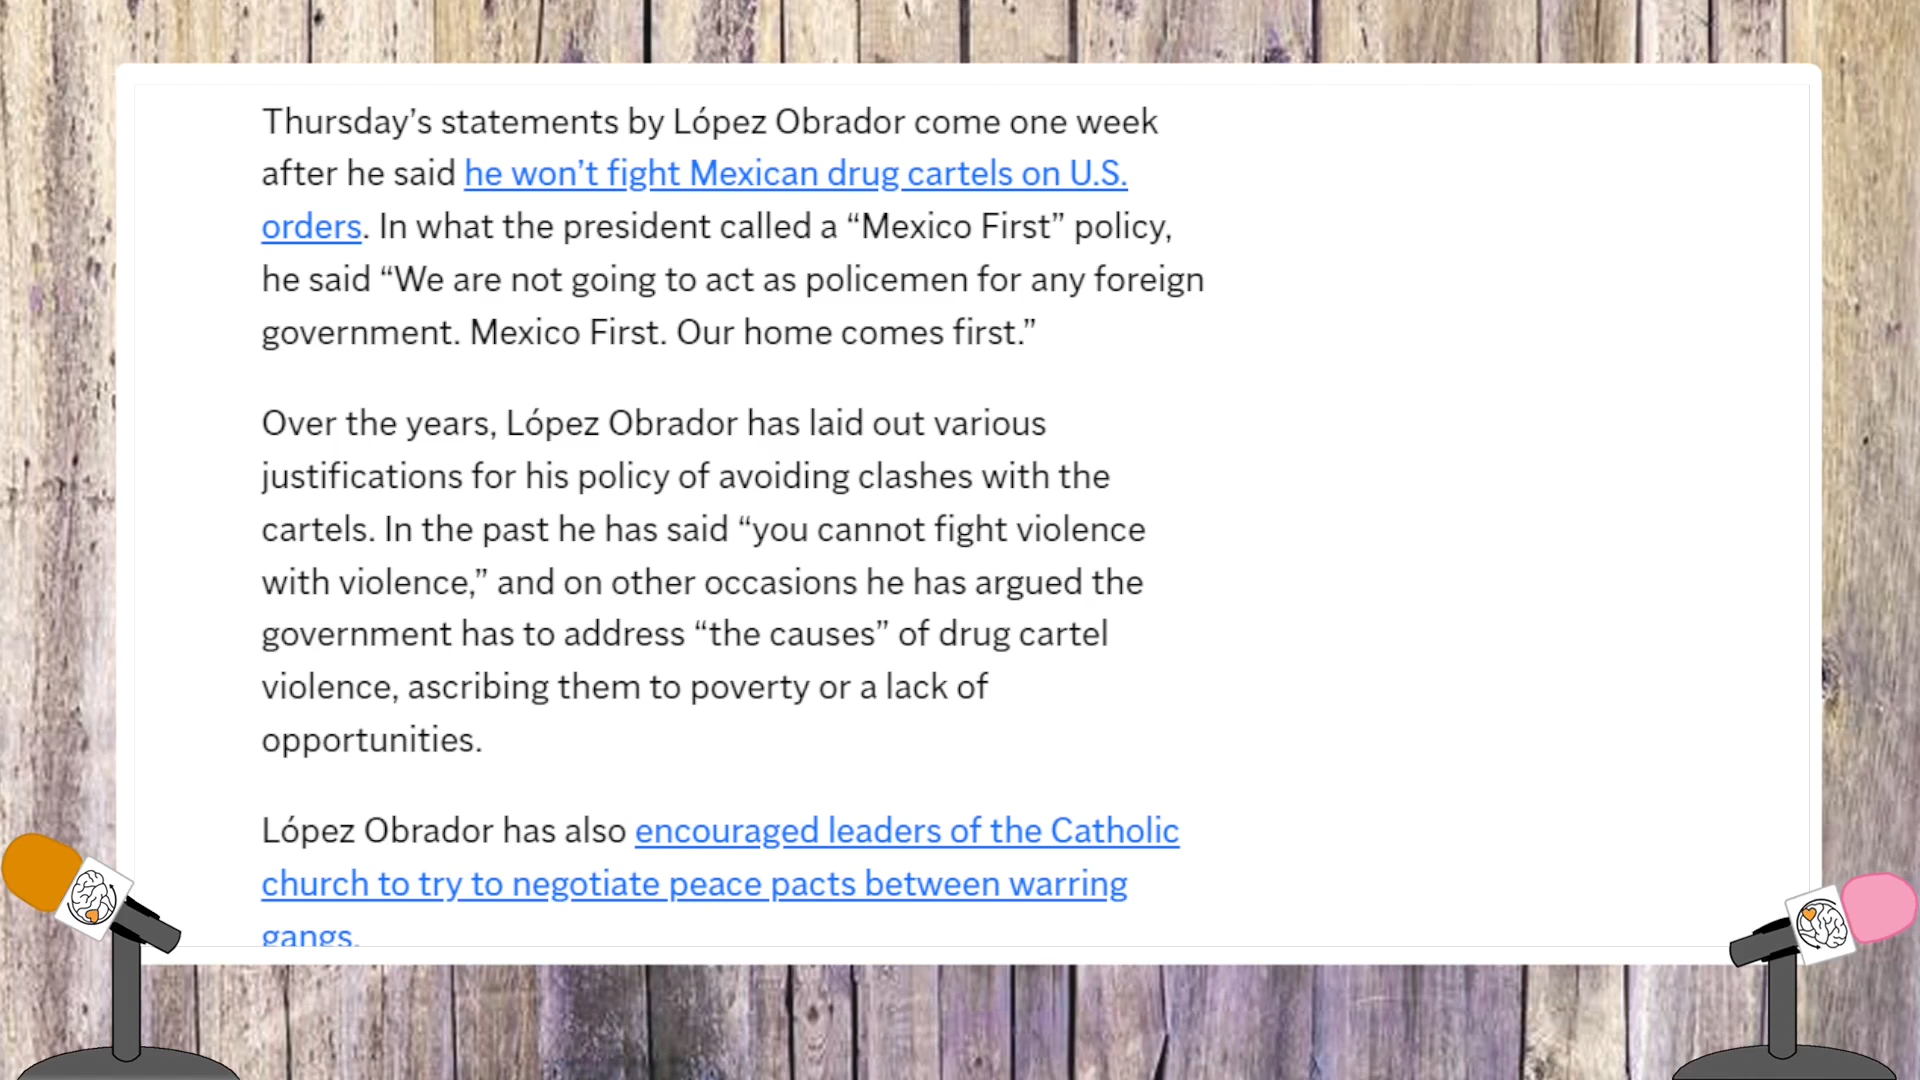 Thursday’s statements by López Obrador come one week
after he said he won’t fight Mexican drug cartels on U.S.
orders. In what the president called a “Mexico First” policy,
he said “We are not going to act as policemen for any foreign
government. Mexico First. Our home comes first.”
Over the years, López Obrador has laid out various
justifications for his policy of avoiding clashes with the
cartels. In the past he has said “you cannot fight violence
with violence,” and on other occasions he has argued the
government has to address “the causes” of drug cartel
violence, ascribing them to poverty or a lack of
opportunities.
López Obrador has also encouraged leaders of the Catholic
church to try to negotiate peace pacts between warring
gangs.